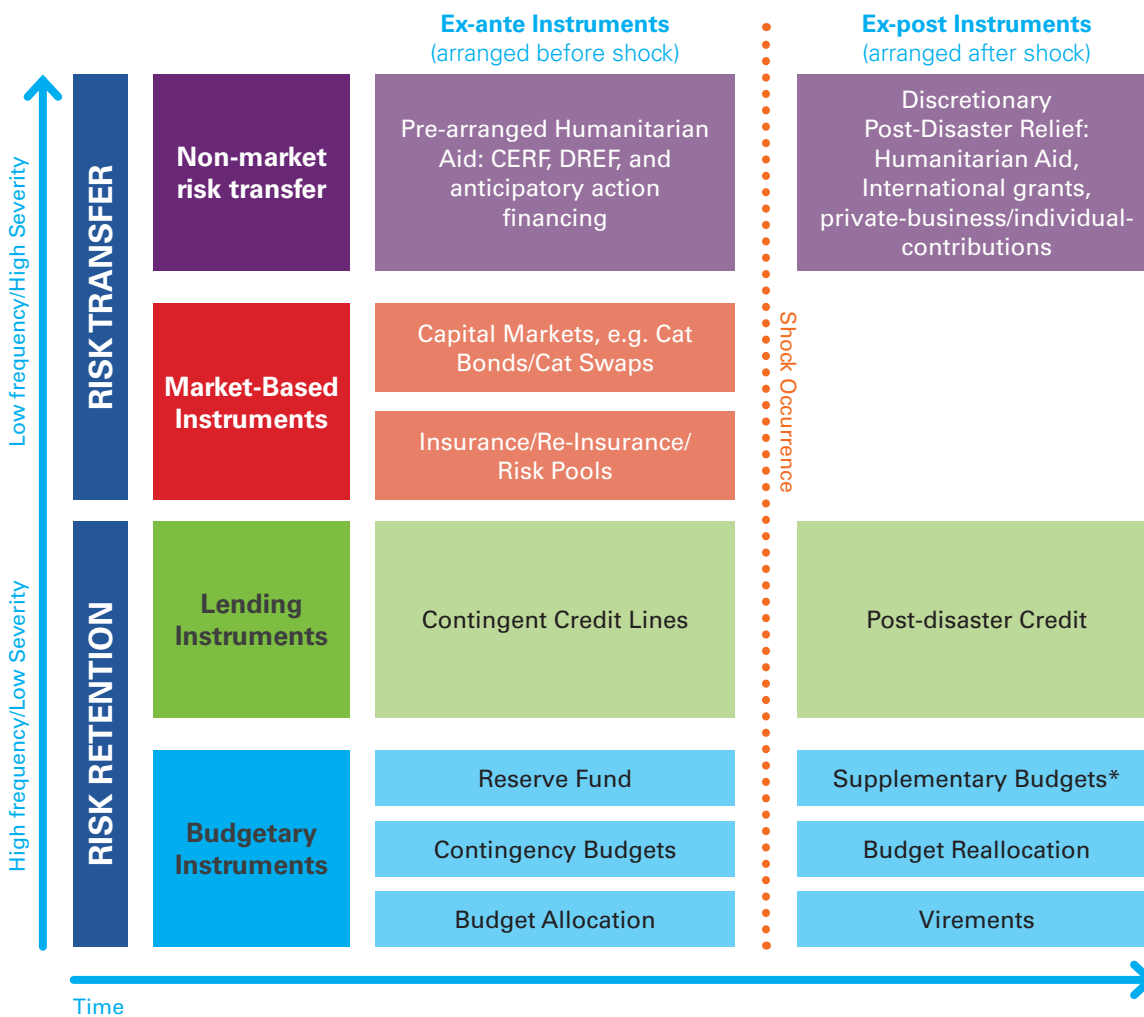 Ex-ante Instruments
(arranged before shock)
Ex-post Instruments
(arranged after shock)
Low frequency/High Severity
RISK TRANSFER
Non-market
risk transfer
Pre-arranged Humanitarian
Aid: CERF, DREF, and
anticipatory action
financing
Discretionary
Post-Disaster Relief:
Humanitarian Aid,
International grants,
private-business/individual-
contributions
Market-Based
Instruments
Capital Markets, e.g. Cat
Bonds/Cat Swaps
Insurance/Re-Insurance/
Risk Pools
Shock Occurrence
High frequency/Low Severity
RISK RETENTION
Lending
Instruments
Contingent Credit Lines
Post-disaster Credit
Budgetary
Instruments
Reserve Fund
Supplementary Budgets*
Contingency Budgets
Budget Reallocation
Budget Allocation
Virements
Time